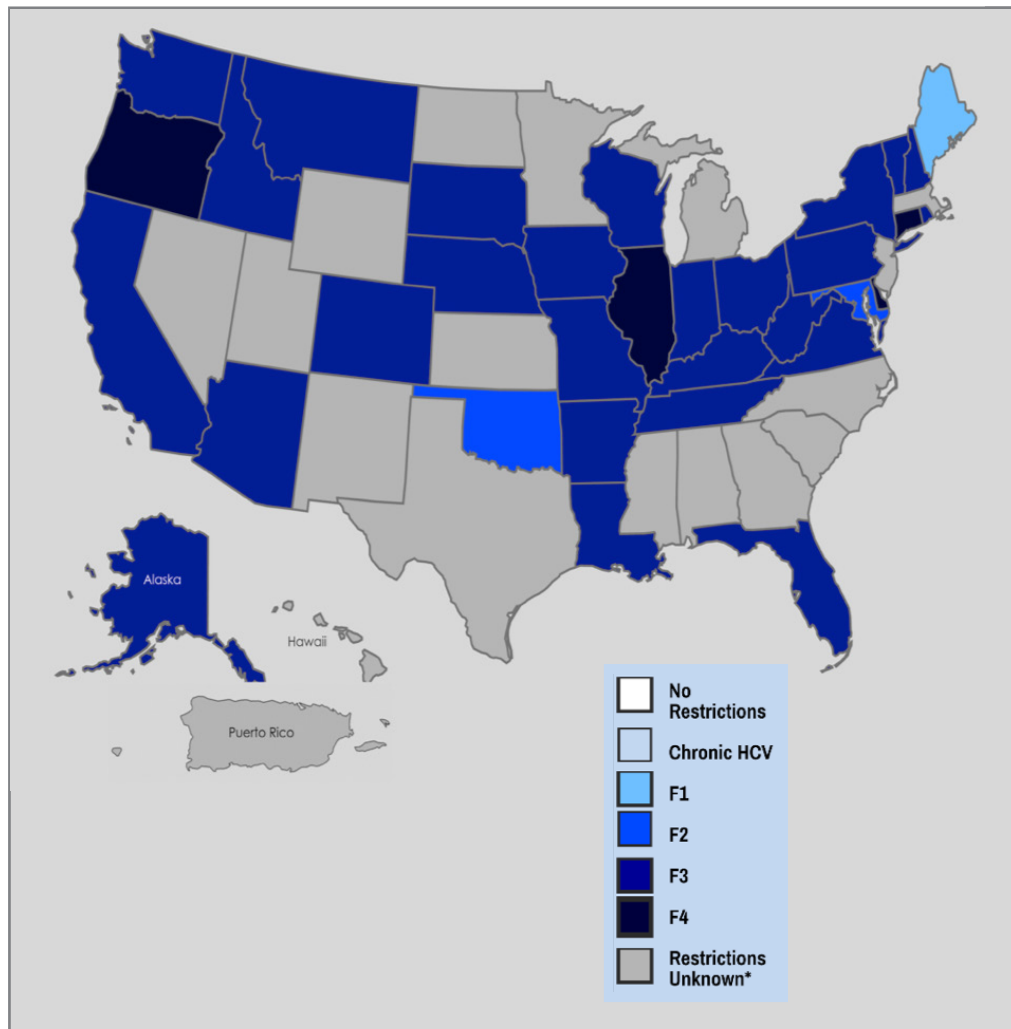 Alaska
Hawaii
Puerto Rico
No
Restrictions
Chronic HCV
F1
F2
F3
F4
Restrictions
Unknown*